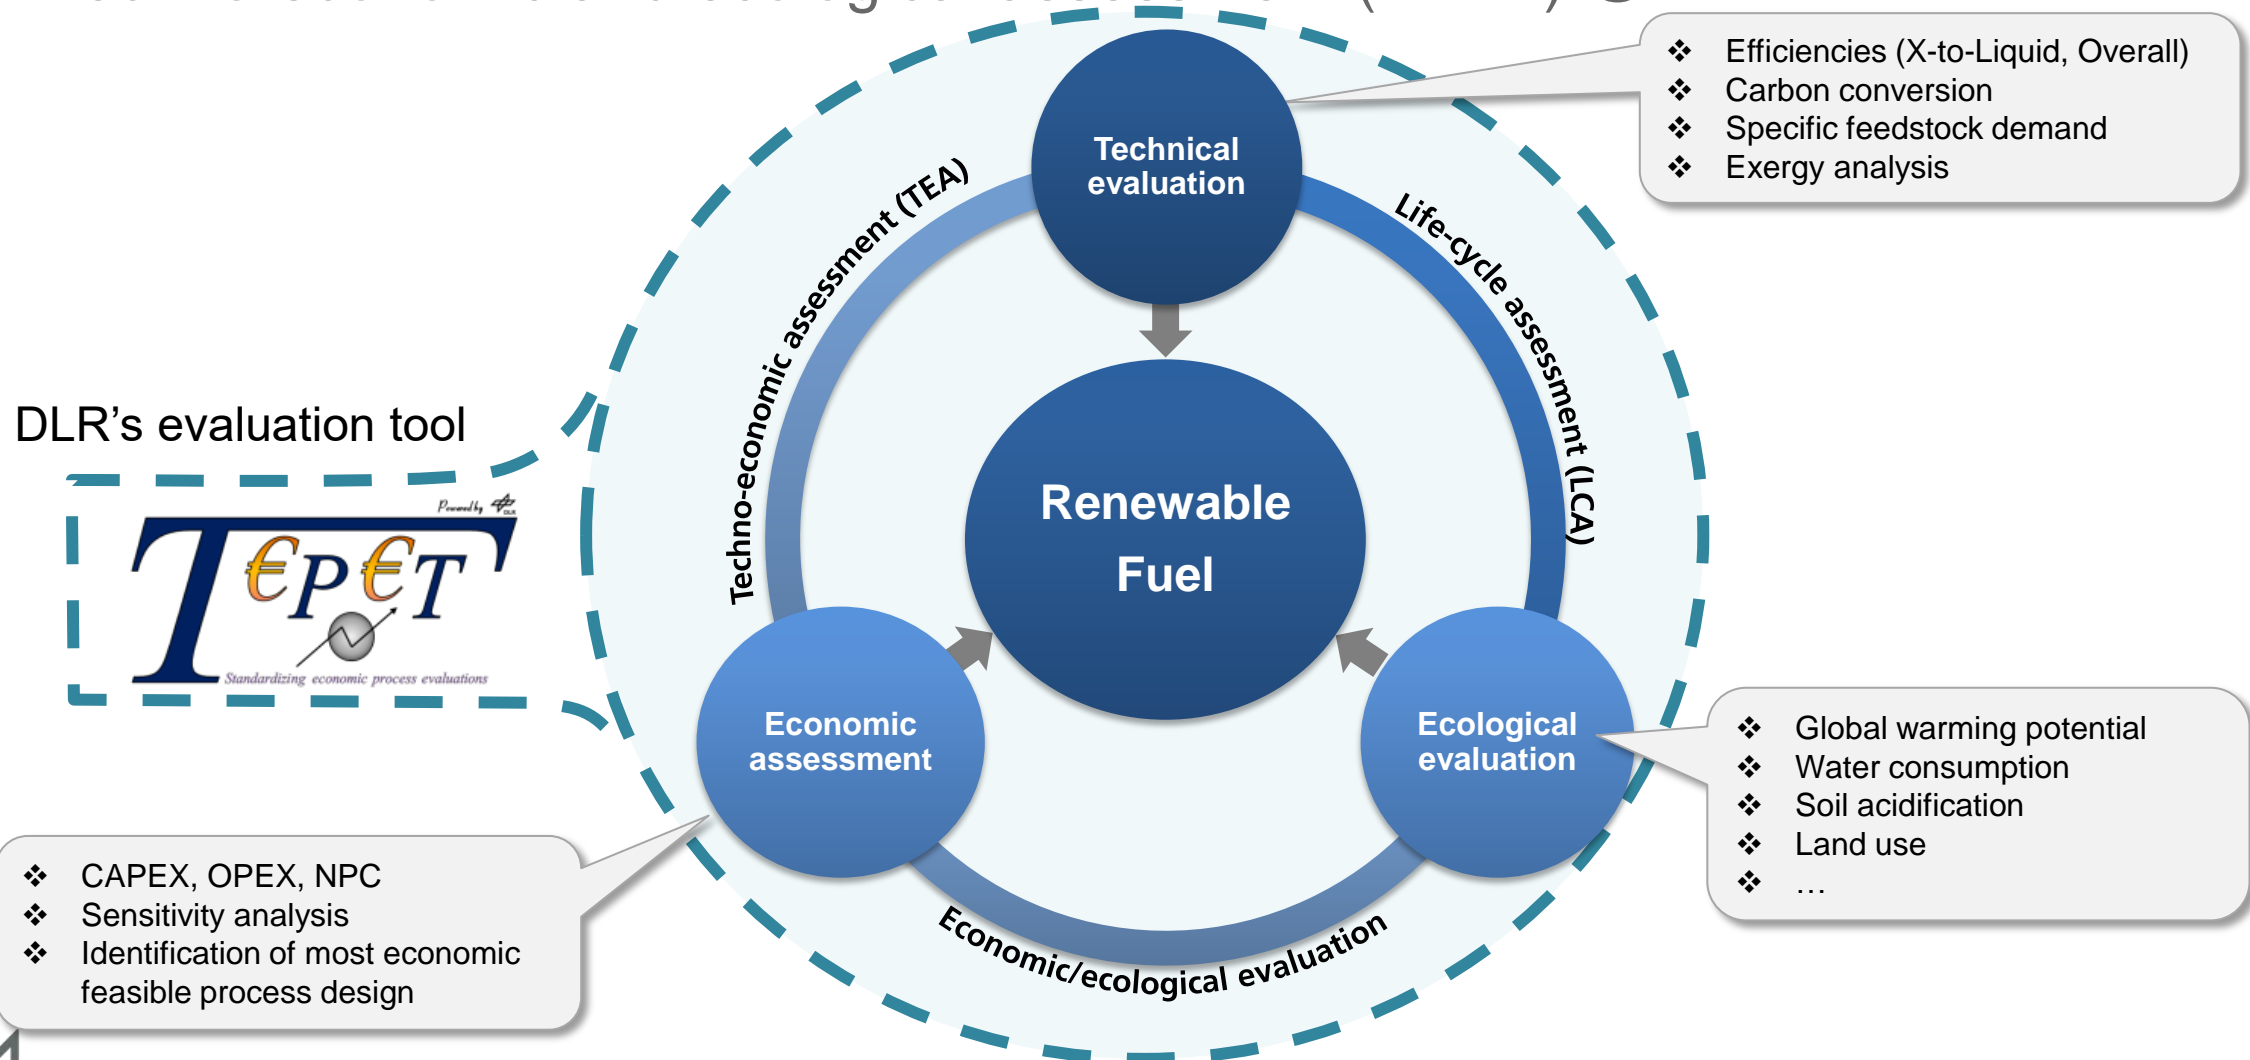 Efficiencies (X-to-Liquid, Overall)
Carbon conversion
Specific feedstock demand
Exergy analysis
Technical
evaluation
Techno-economic assessment (TEA)
Life-cycle assessment (LCA)
DLR's evaluation tool
Powered by DLR
T€P€T
Standardizing economic process evaluations
Renewable
Fuel
Economic
assessment
Ecological
evaluation
Global warming potential
Water consumption
Soil acidification
Land use
…
CAPEX, OPEX, NPC
Sensitivity analysis
Identification of most economic
feasible process design
Economic/ecological evaluation